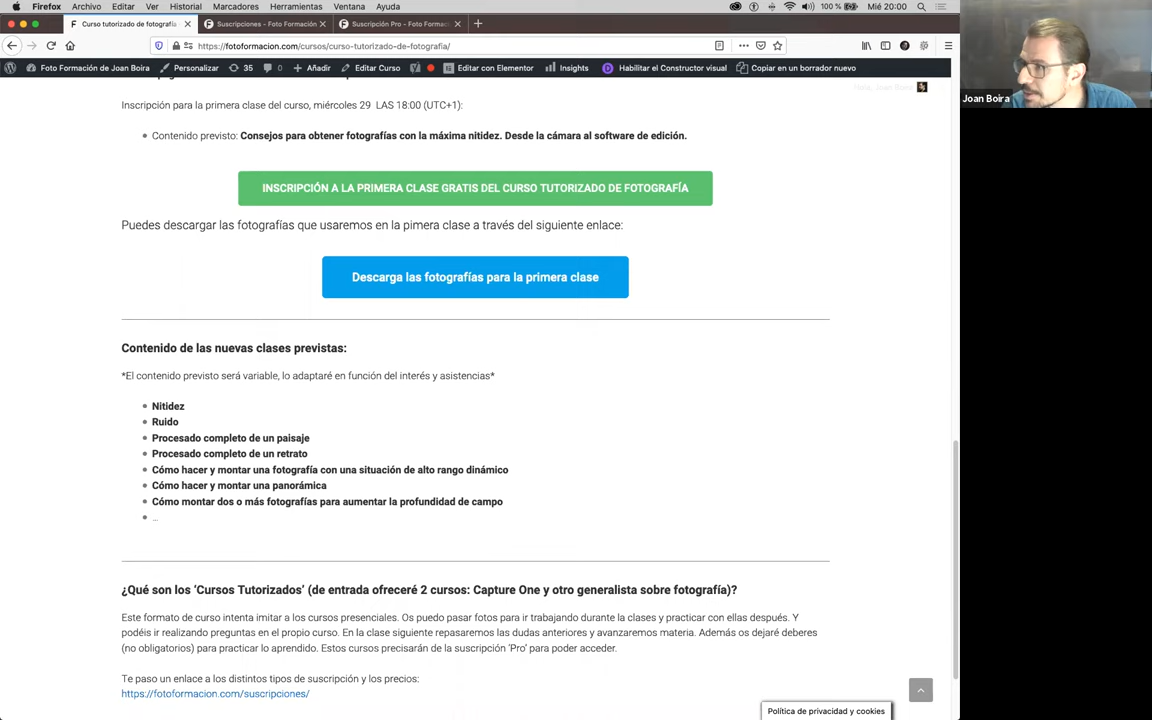 Firefox Archivo Editar Ver Historial Marcadores Herramientas Ventana Ayuda 100 % Mié 20:00
Curso tutorizado de fotografía Suscripciones - Foto Formación Suscripción Pro - Foto Formac
https://fotoformacion.com/cursos/curso-tutorizado-de-fotografia/
Foto Formación de Joan Boira Personalizar 35 0 Añadir Editar Curso Editar con Elementor Insights Habilitar el Constructor visual Copiar en un borrador nuevo
Hola, Joan Boira
Joan Boira
Inscripción para la primera clase del curso, miércoles 29 LAS 18:00 (UTC+1):
Contenido previsto: Consejos para obtener fotografías con la máxima nitidez. Desde la cámara al software de edición.
INSCRIPCIÓN A LA PRIMERA CLASE GRATIS DEL CURSO TUTORIZADO DE FOTOGRAFÍA
Puedes descargar las fotografías que usaremos en la pimera clase a través del siguiente enlace:
Descarga las fotografías para la primera clase
Contenido de las nuevas clases previstas:
*El contenido previsto será variable, lo adaptaré en función del interés y asistencias*
Nitidez
Ruido
Procesado completo de un paisaje
Procesado completo de un retrato
Cómo hacer y montar una fotografía con una situación de alto rango dinámico
Cómo hacer y montar una panorámica
Cómo montar dos o más fotografías para aumentar la profundidad de campo
...
¿Qué son los ‘Cursos Tutorizados’ (de entrada ofreceré 2 cursos: Capture One y otro generalista sobre fotografía)?
Este formato de curso intenta imitar a los cursos presenciales. Os puedo pasar fotos para ir trabajando durante la clases y practicar con ellas después. Y
podéis ir realizando preguntas en el propio curso. En la clase siguiente repasaremos las dudas anteriores y avanzaremos materia. Además os dejaré deberes
(no obligatorios) para practicar lo aprendido. Estos cursos precisarán de la suscripción ‘Pro’ para poder acceder.
Te paso un enlace a los distintos tipos de suscripción y los precios:
https://fotoformacion.com/suscripciones/
Política de privacidad y cookies